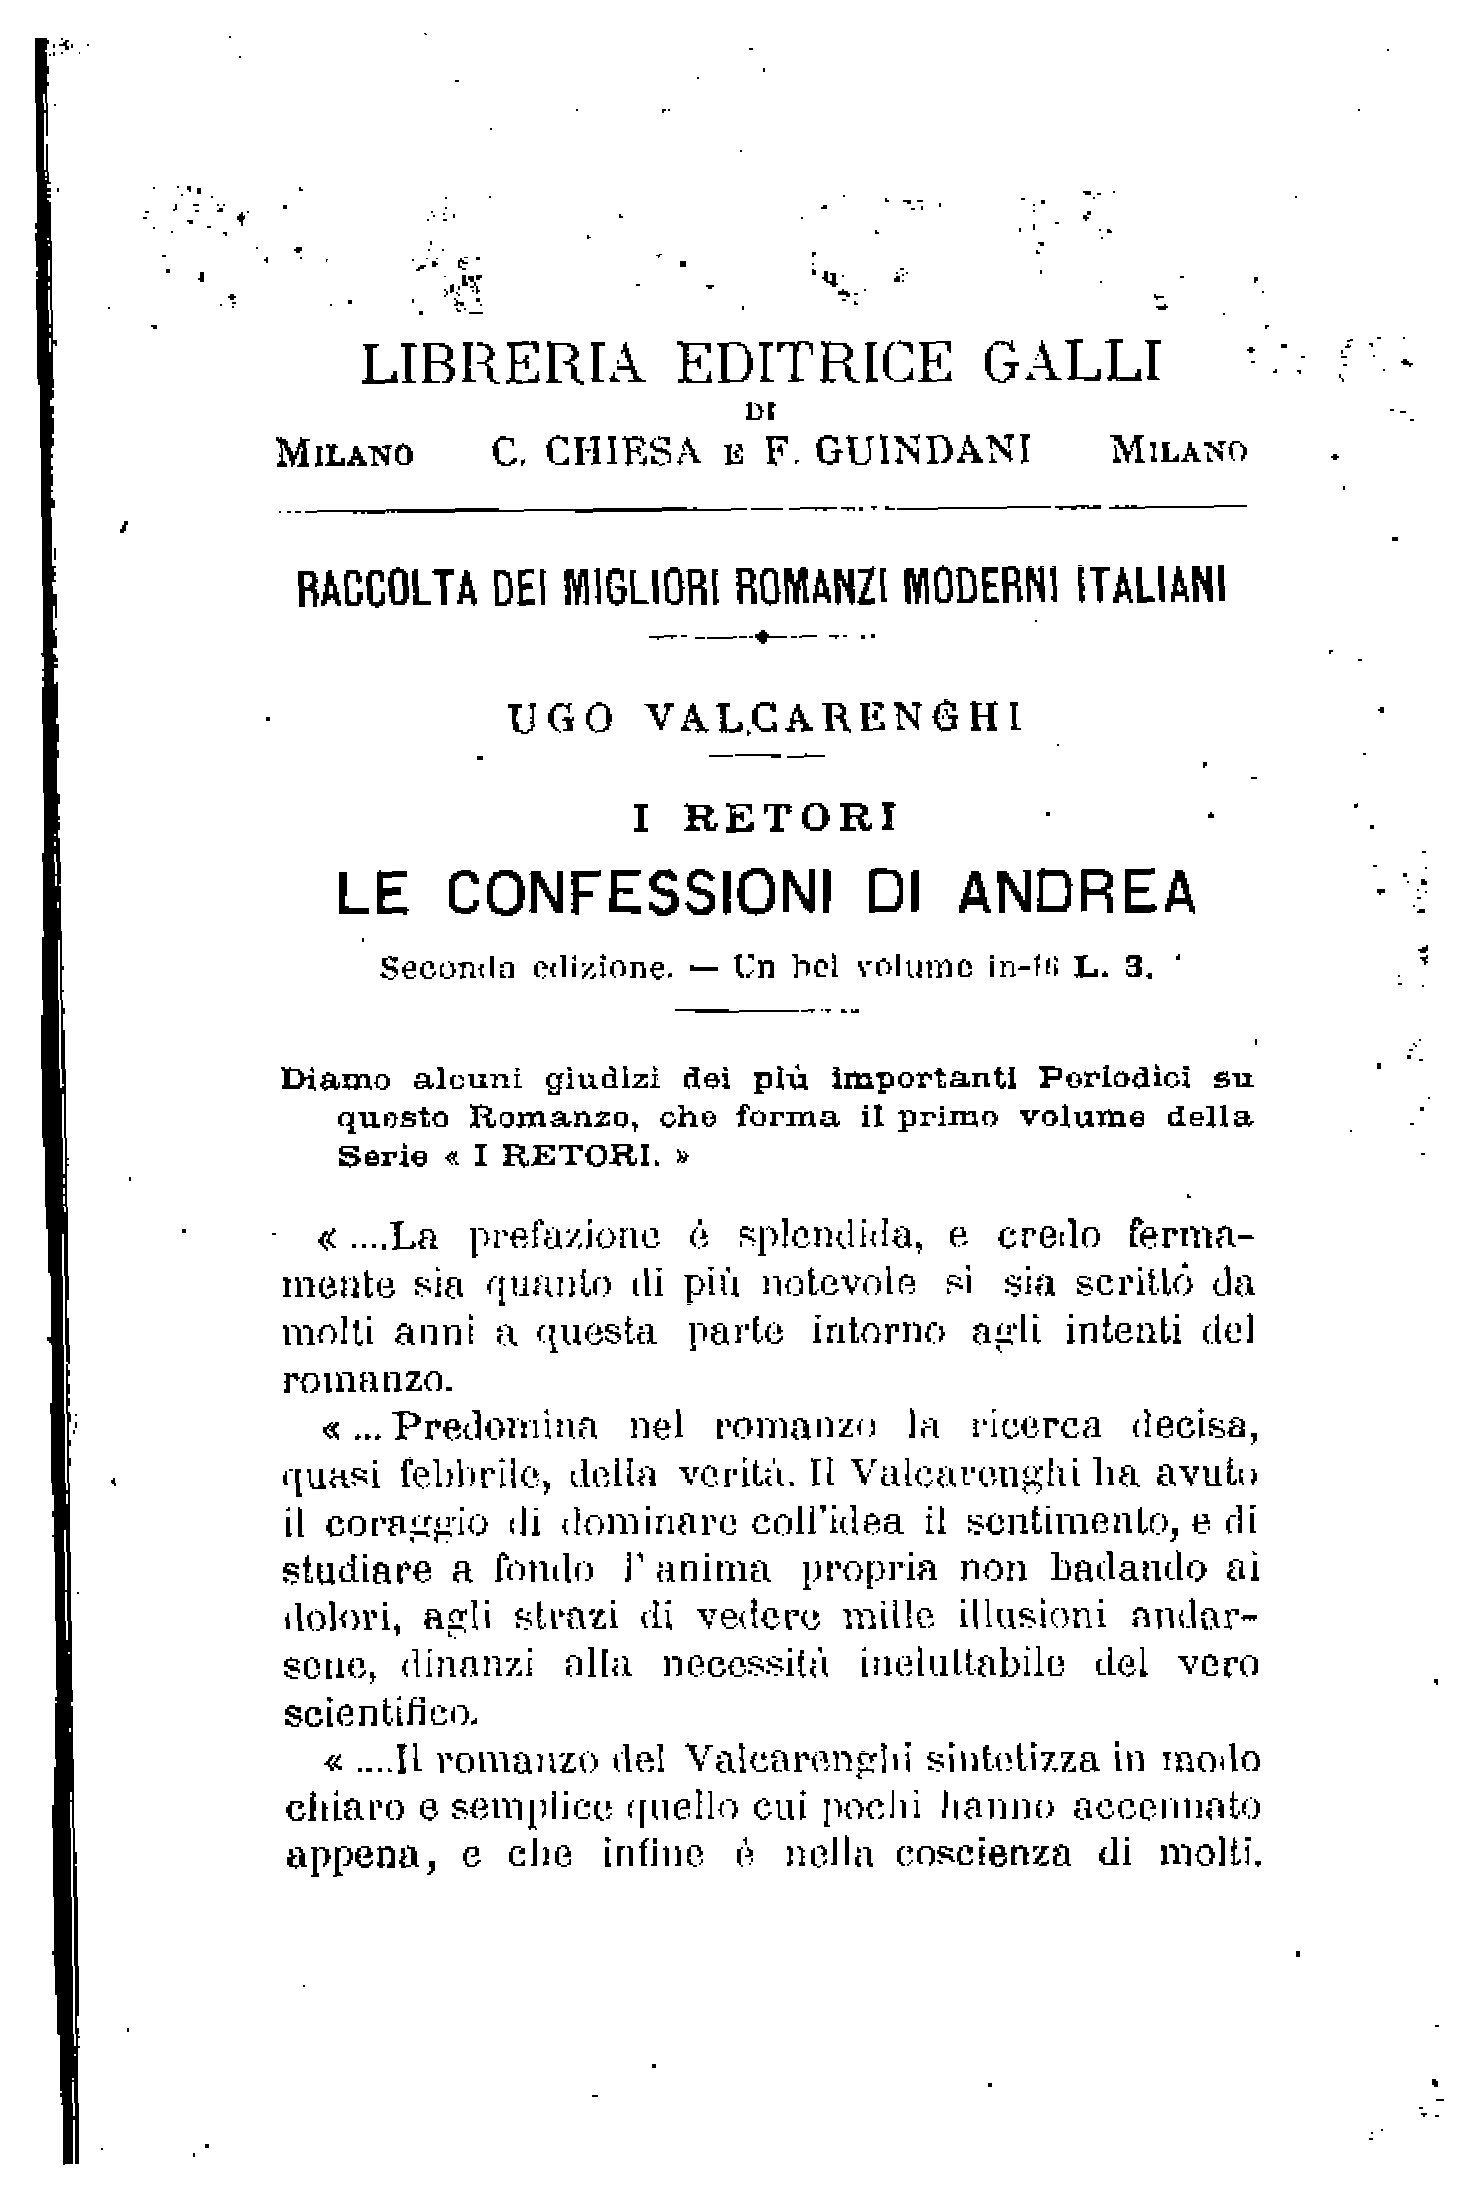 LIBRERIA EDITRICE GALLI
DI
MILANO C. CHIESA E F. GUINDANI MILANO
RACCOLTA DEI MIGLIORI ROMANZI MODERNI ITALIANI
UGO VALCARENGHI
I RETORI
LE CONFESSIONI DI ANDREA
Seconda edizione. — Un bel volume in-16 L. 3.
Diamo alcuni giudizi dei più importanti Periodici su
questo Romanzo, che forma il primo volume della
Serie « I RETORI. »
« ....La prefazione è splendida, e credo ferma-
mente sia quanto di più notevole si sia scritto da
molti anni a questa parte intorno agli intenti del
romanzo.
« ... Predomina nel romanzo la ricerca decisa,
quasi febbrile, della verità. Il Valcarenghi ha avuto
il coraggio di dominare coll'idea il sentimento, e di
studiare a fondo l'anima propria non badando ai
dolori, agli strazi di vedere mille illusioni andar-
sene, dinanzi alla necessità ineluttabile del vero
scientifico.
« ....Il romanzo del Valcarenghi sintetizza in modo
chiaro e semplice quello cui pochi hanno accennato
appena, e che infine è nella coscienza di molti.